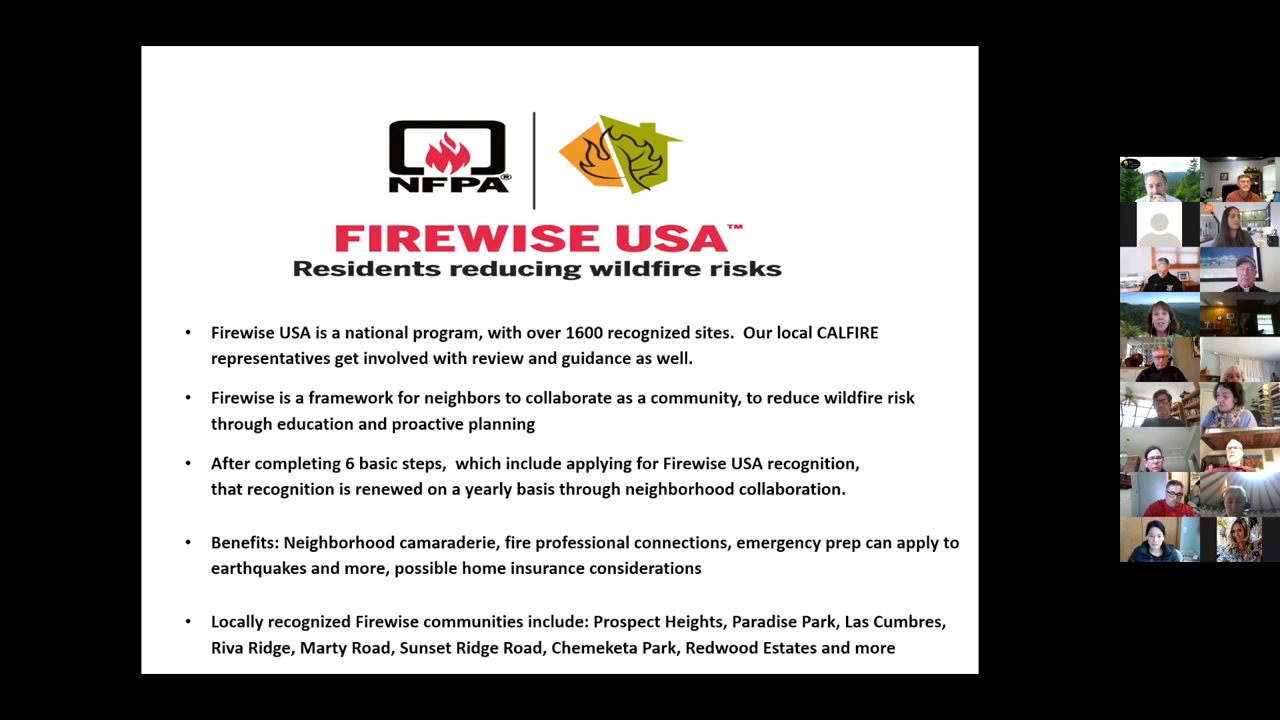 NFPA®
FIREWISE USA™
Residents reducing wildfire risks
• Firewise USA is a national program, with over 1600 recognized sites.  Our local CALFIRE
representatives get involved with review and guidance as well.
• Firewise is a framework for neighbors to collaborate as a community, to reduce wildfire risk
through education and proactive planning
• After completing 6 basic steps,  which include applying for Firewise USA recognition,
that recognition is renewed on a yearly basis through neighborhood collaboration.
• Benefits: Neighborhood camaraderie, fire professional connections, emergency prep can apply to
earthquakes and more, possible home insurance considerations
• Locally recognized Firewise communities include: Prospect Heights, Paradise Park, Las Cumbres,
Riva Ridge, Marty Road, Sunset Ridge Road, Chemeketa Park, Redwood Estates and more